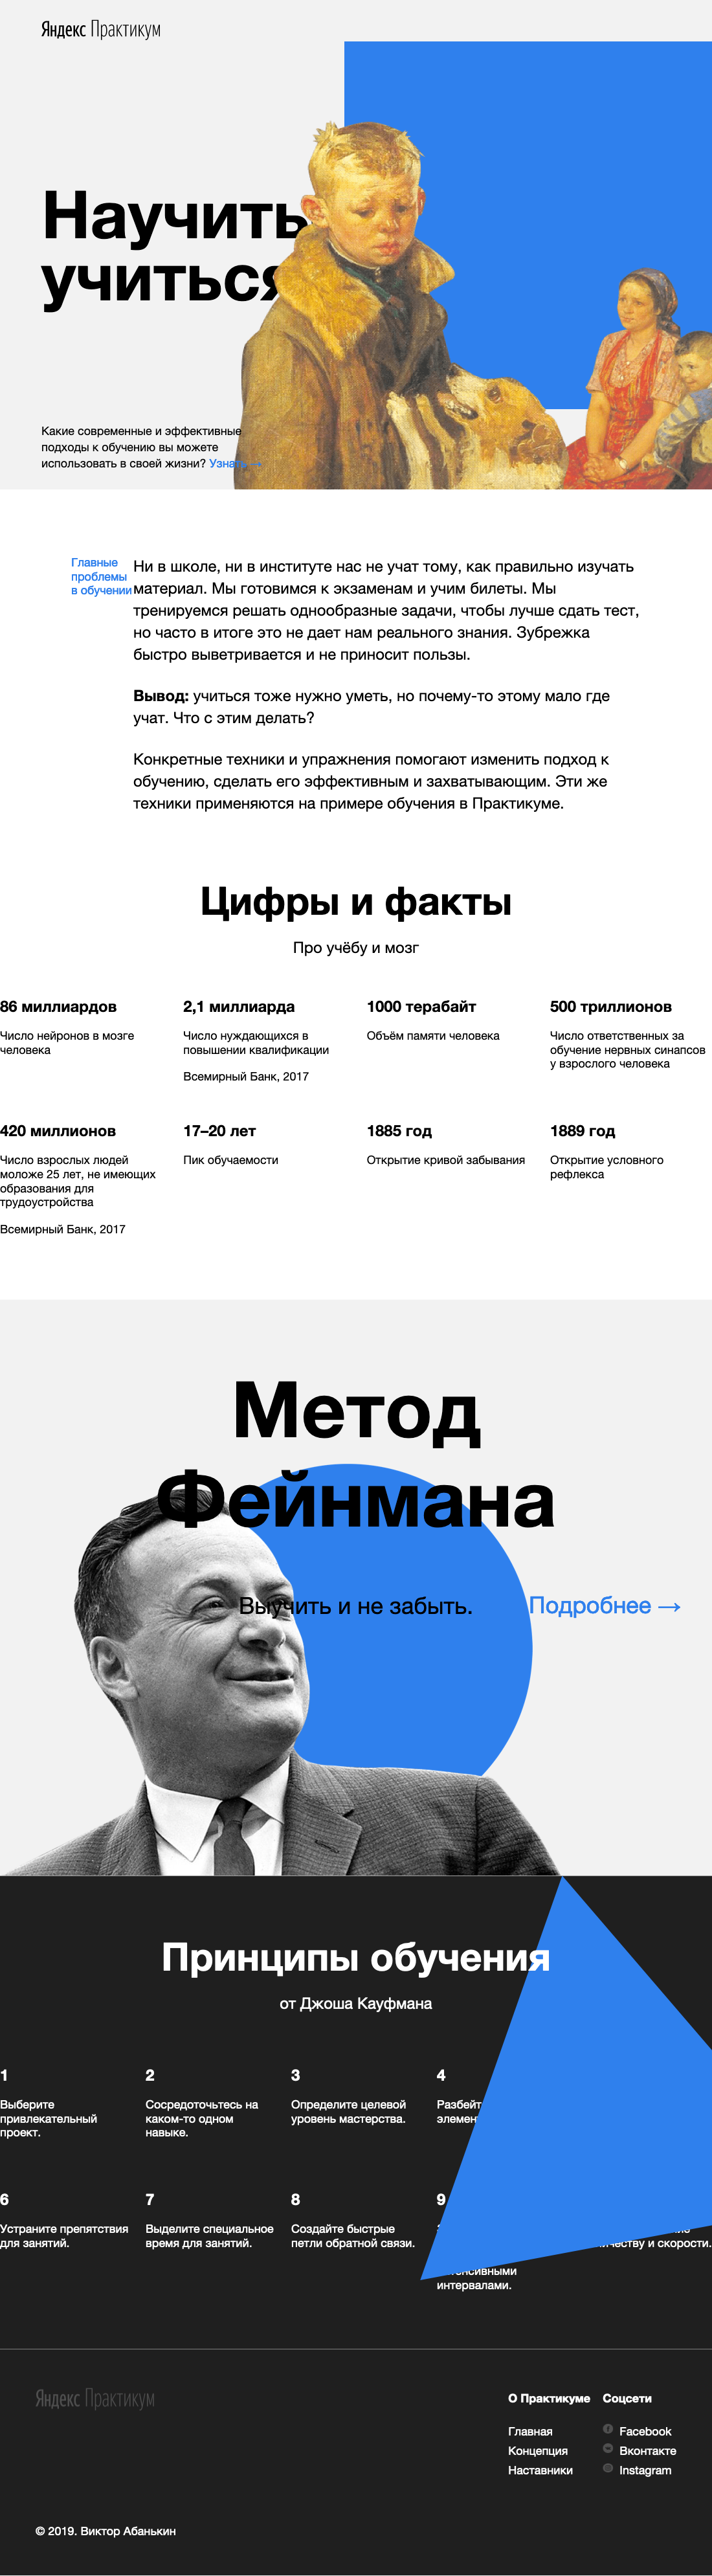 Яндекс Практикум
Научить
учиться
Какие современные и эффективные
подходы к обучению вы можете
использовать в своей жизни? Узнать →
Главные
проблемы
в обучении
Ни в школе, ни в институте нас не учат тому, как правильно изучать
материал. Мы готовимся к экзаменам и учим билеты. Мы
тренируемся решать однообразные задачи, чтобы лучше сдать тест,
но часто в итоге это не дает нам реального знания. Зубрежка
быстро выветривается и не приносит пользы.
Вывод: учиться тоже нужно уметь, но почему-то этому мало где
учат. Что с этим делать?
Конкретные техники и упражнения помогают изменить подход к
обучению, сделать его эффективным и захватывающим. Эти же
техники применяются на примере обучения в Практикуме.
Цифры и факты
Про учёбу и мозг
86 миллиардов
Число нейронов в мозге
человека
2,1 миллиарда
Число нуждающихся в
повышении квалификации
Всемирный Банк, 2017
1000 терабайт
Объём памяти человека
500 триллионов
Число ответственных за
обучение нервных синапсов
у взрослого человека
420 миллионов
Число взрослых людей
моложе 25 лет, не имеющих
образования для
трудоустройства
Всемирный Банк, 2017
17–20 лет
Пик обучаемости
1885 год
Открытие кривой забывания
1889 год
Открытие условного
рефлекса
Метод
Фейнмана
Выучить и не забыть.
Подробнее →
Принципы обучения
от Джоша Кауфмана
1
Выберите
привлекательный
проект.
2
Сосредоточьтесь на
каком-то одном
навыке.
3
Определите целевой
уровень мастерства.
4
6
Устраните препятствия
для занятий.
7
Выделите специальное
время для занятий.
8
Создайте быстрые
петли обратной связи.
9
интервалами.
и скорости.
Яндекс Практикум
О Практикуме
Главная
Концепция
Наставники
Соцсети
Facebook
Вконтакте
Instagram
© 2019. Виктор Абанькин